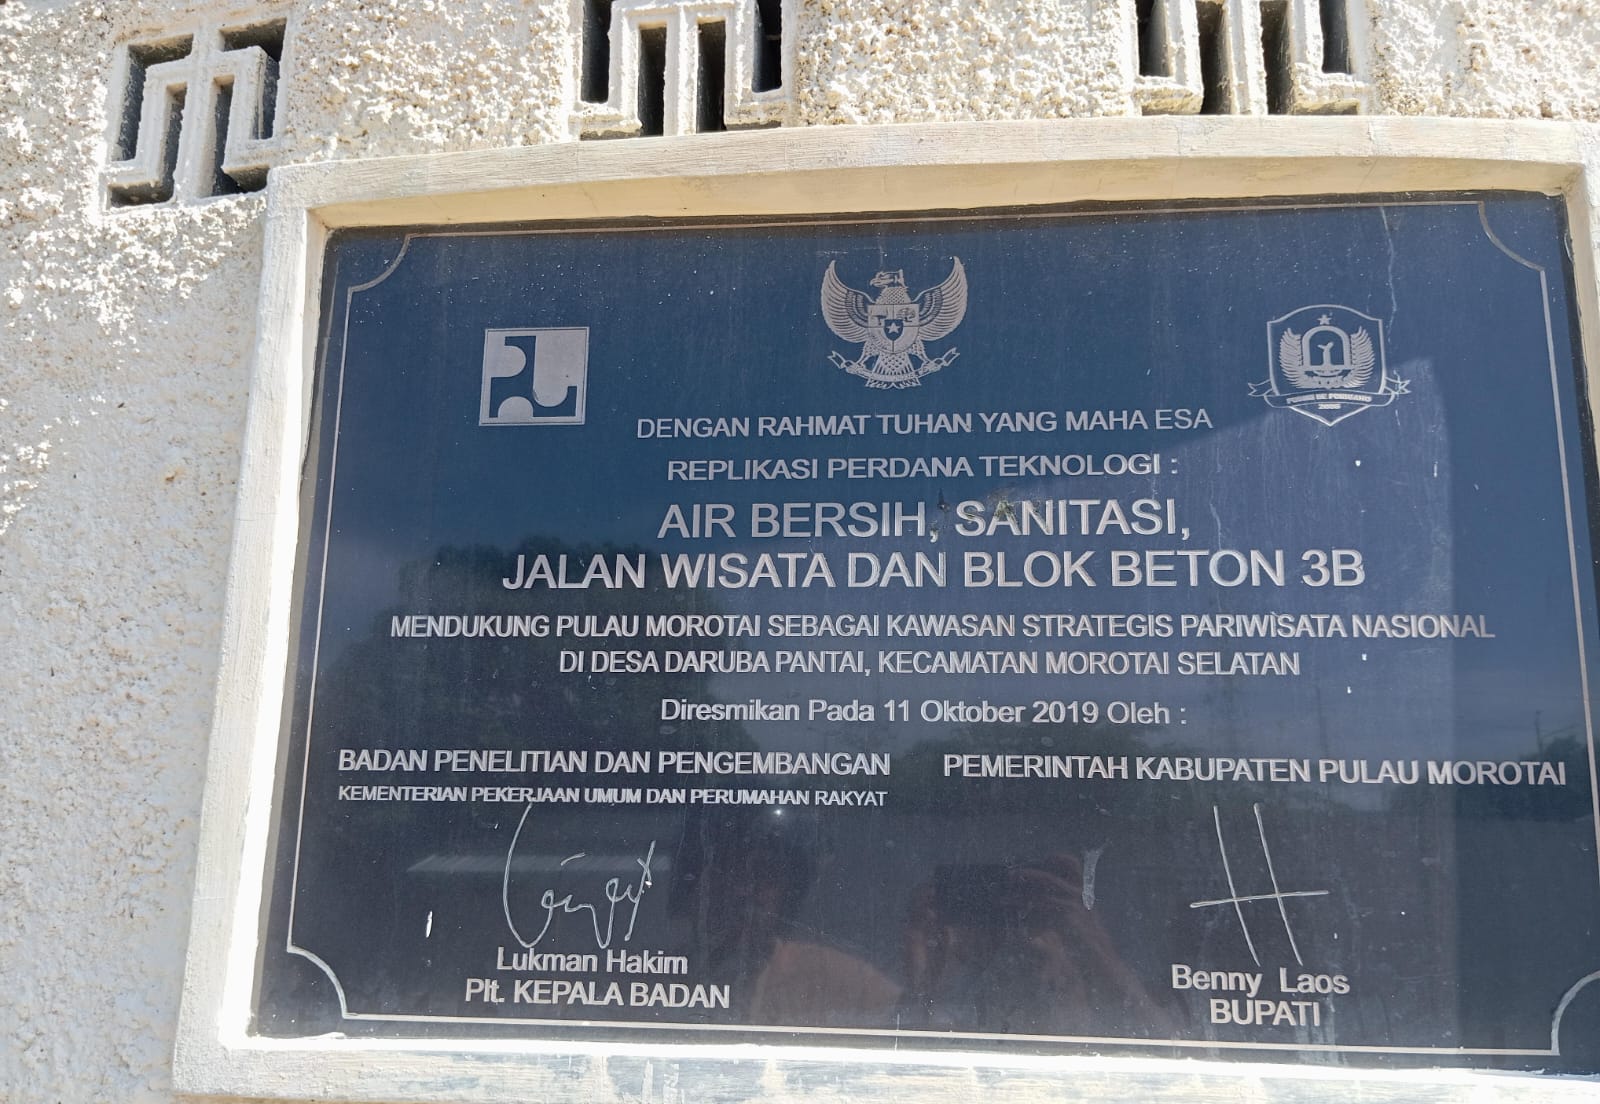 DENGAN RAHMAT TUHAN YANG MAHA ESA
REPLIKASI PERDANA TEKNOLOGI :
AIR BERSIH, SANITASI,
JALAN WISATA DAN BLOK BETON 3B
MENDUKUNG PULAU MOROTAI SEBAGAI KAWASAN STRATEGIS PARIWISATA NASIONAL
DI DESA DARUBA PANTAI, KECAMATAN MOROTAI SELATAN
Diresmikan Pada 11 Oktober 2019 Oleh :
BADAN PENELITIAN DAN PENGEMBANGAN
KEMENTERIAN PEKERJAAN UMUM DAN PERUMAHAN RAKYAT
Lukman Hakim
Plt. KEPALA BADAN
PEMERINTAH KABUPATEN PULAU MOROTAI
Benny Laos
BUPATI